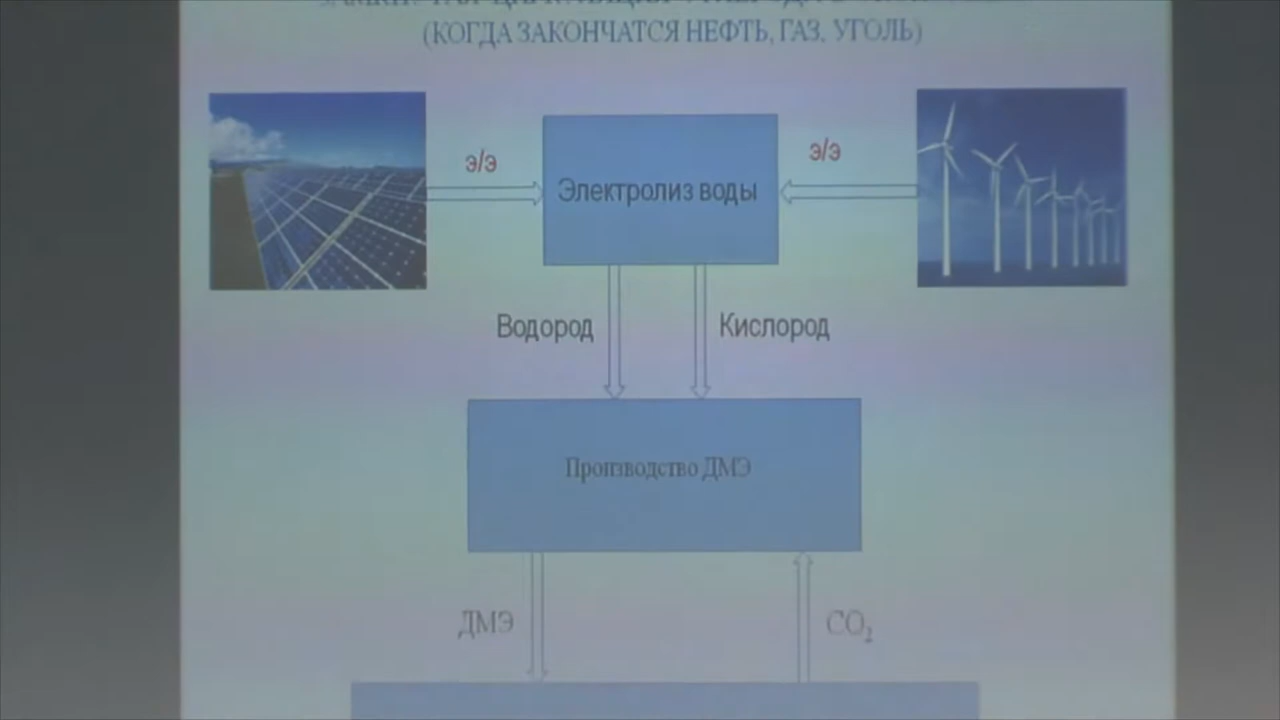 (КОГДА ЗАКОНЧАТСЯ НЕФТЬ, ГАЗ, УГОЛЬ)
э/э
э/э
Электролиз воды
Водород
Кислород
Производство ДМЭ
ДМЭ
CO₂